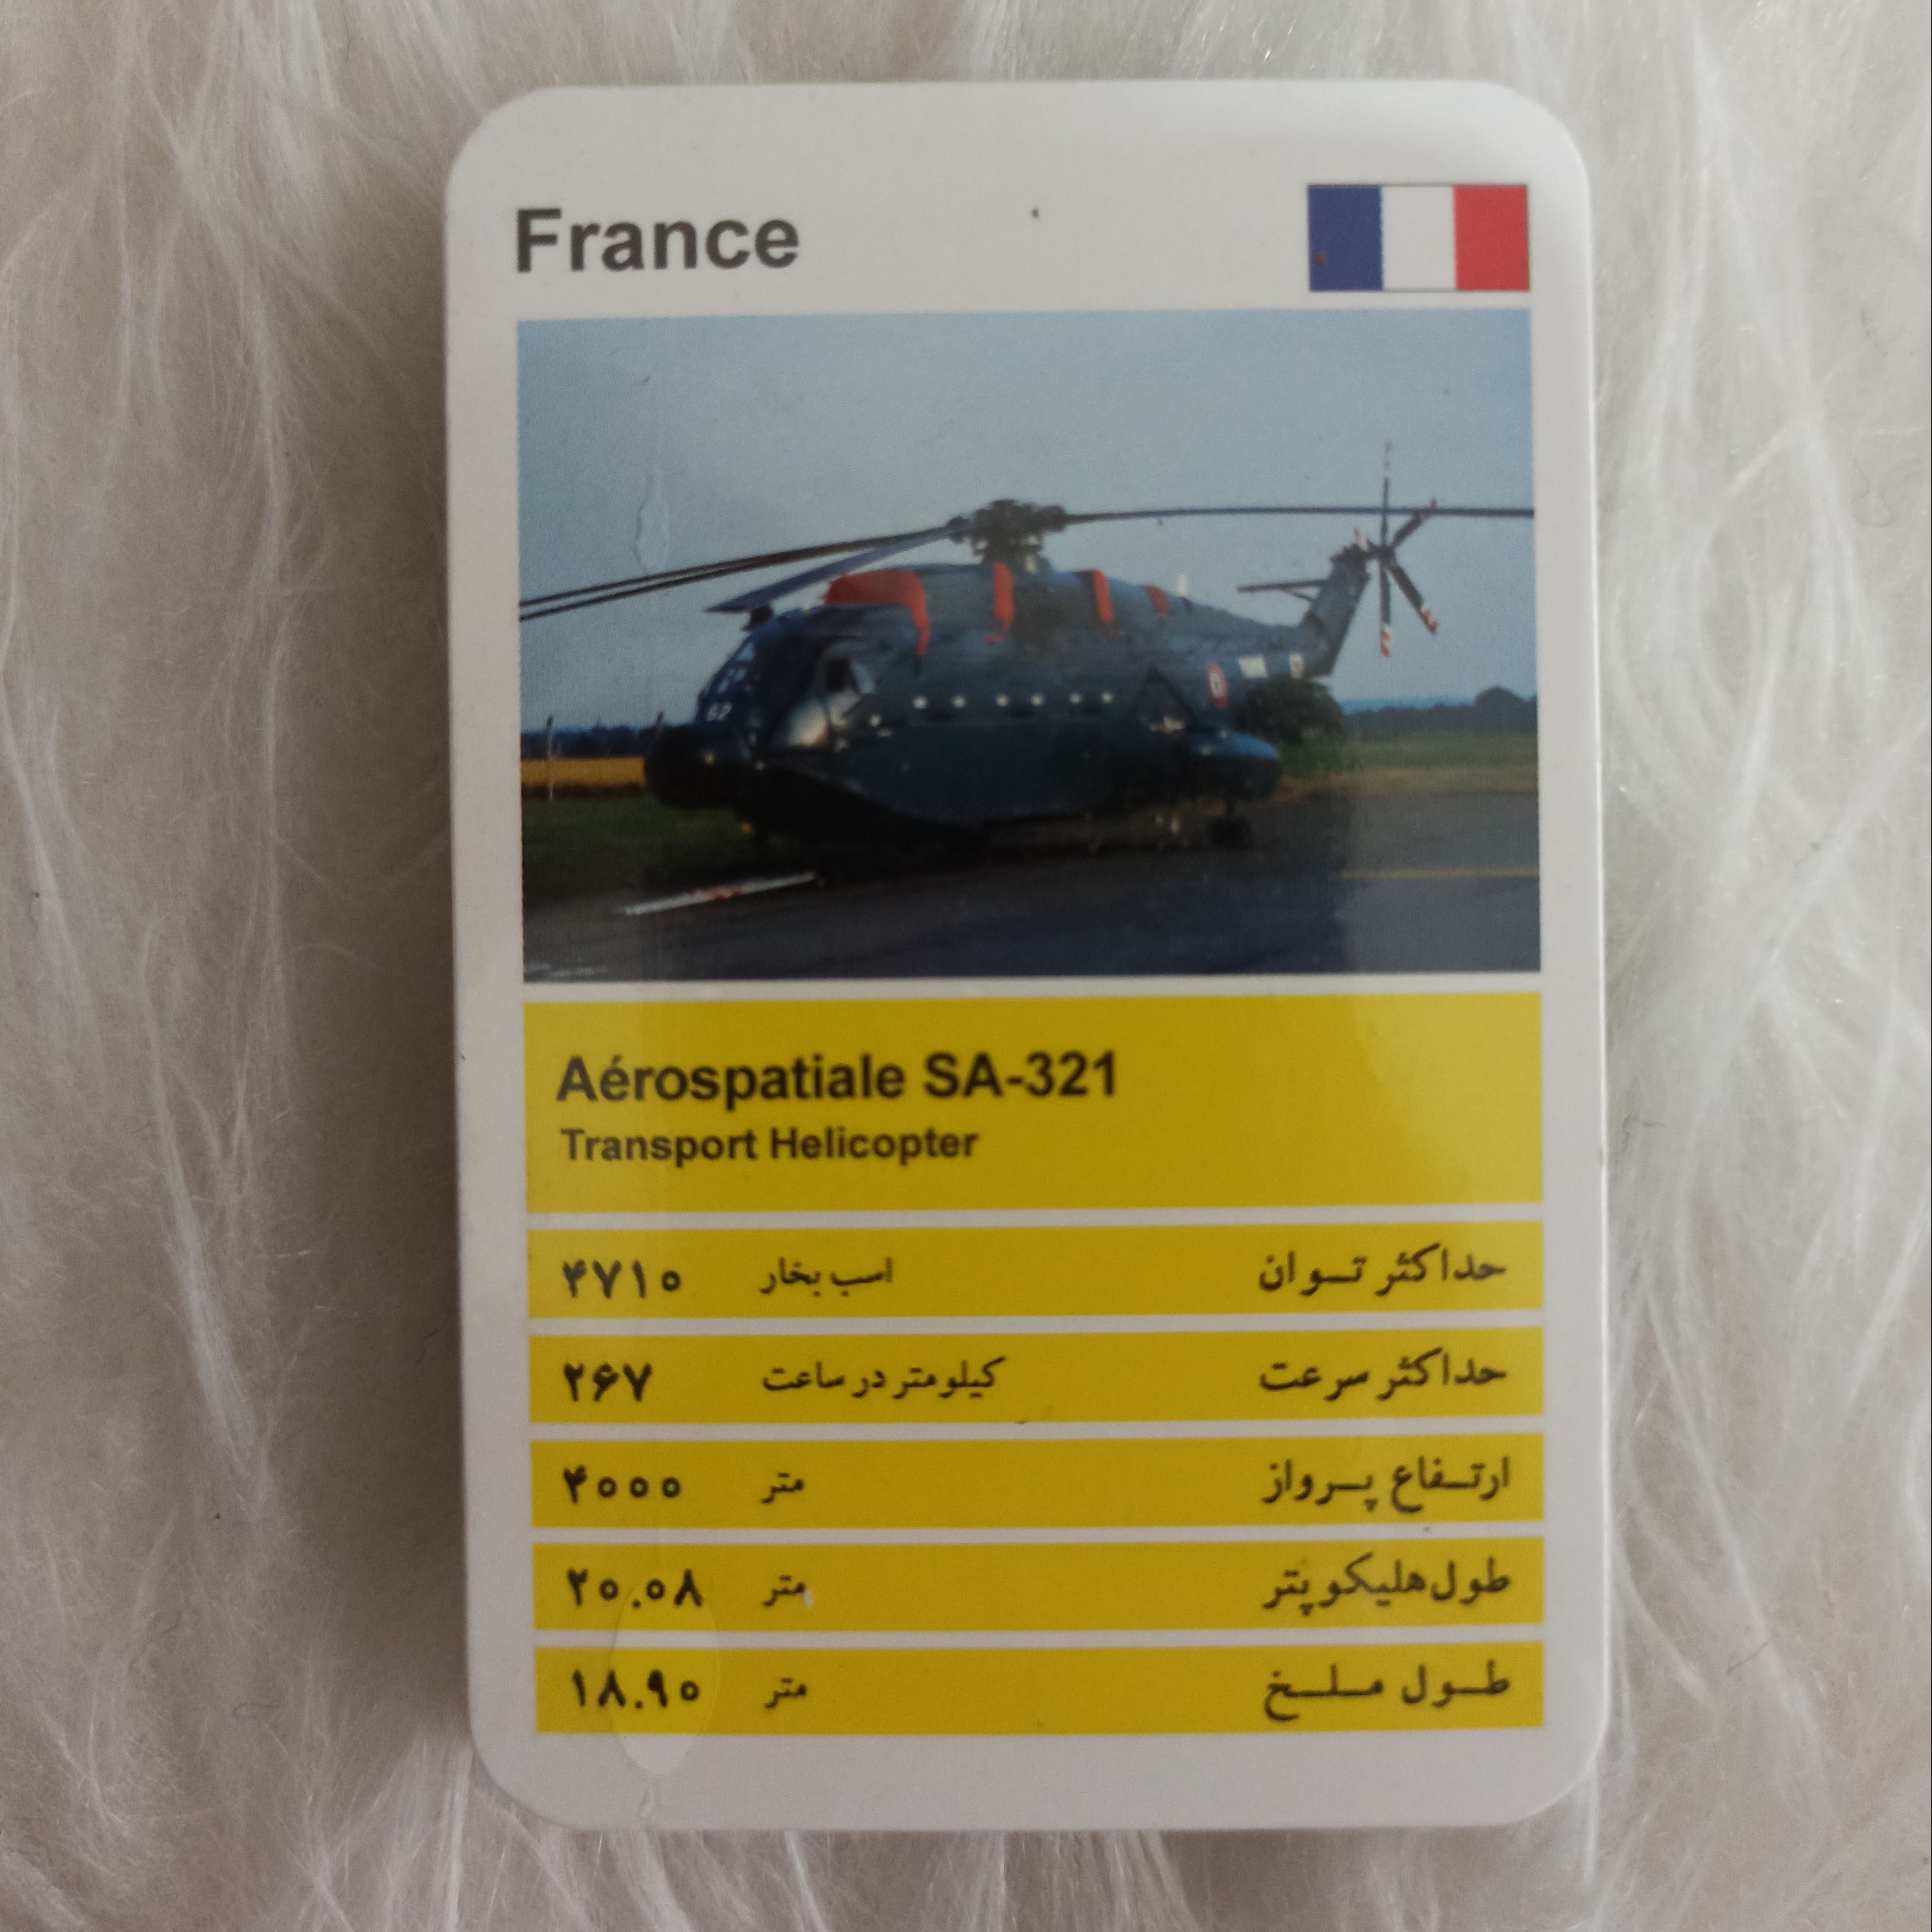 France
Aérospatiale SA-321
Transport Helicopter
حداکثر توان اسب بخار ۴۷۱۰
حداکثر سرعت کیلومتر در ساعت ۲۶۷
ارتفاع پرواز متر ۴۰۰۰
طول هلیکوپتر متر ۲۰.۰۸
طول ملخ متر ۱۸.۹۰